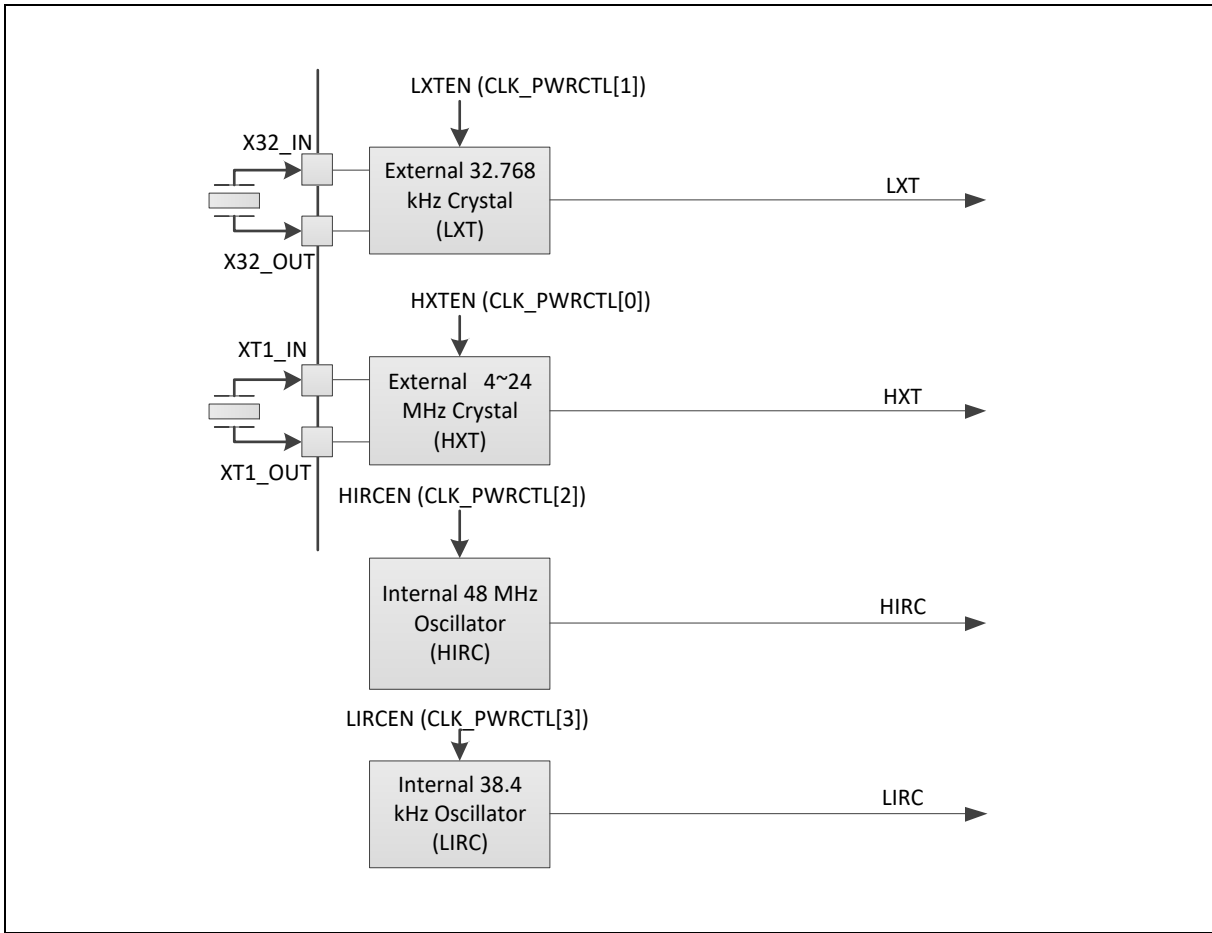 LXTEN (CLK_PWRCTL[1])
X32_IN
External 32.768
kHz Crystal
(LXT)
LXT
X32_OUT
HXTEN (CLK_PWRCTL[0])
XT1_IN
External 4~24
MHz Crystal
(HXT)
HXT
XT1_OUT
HIRCEN (CLK_PWRCTL[2])
Internal 48 MHz
Oscillator
(HIRC)
HIRC
LIRCEN (CLK_PWRCTL[3])
Internal 38.4
kHz Oscillator
(LIRC)
LIRC